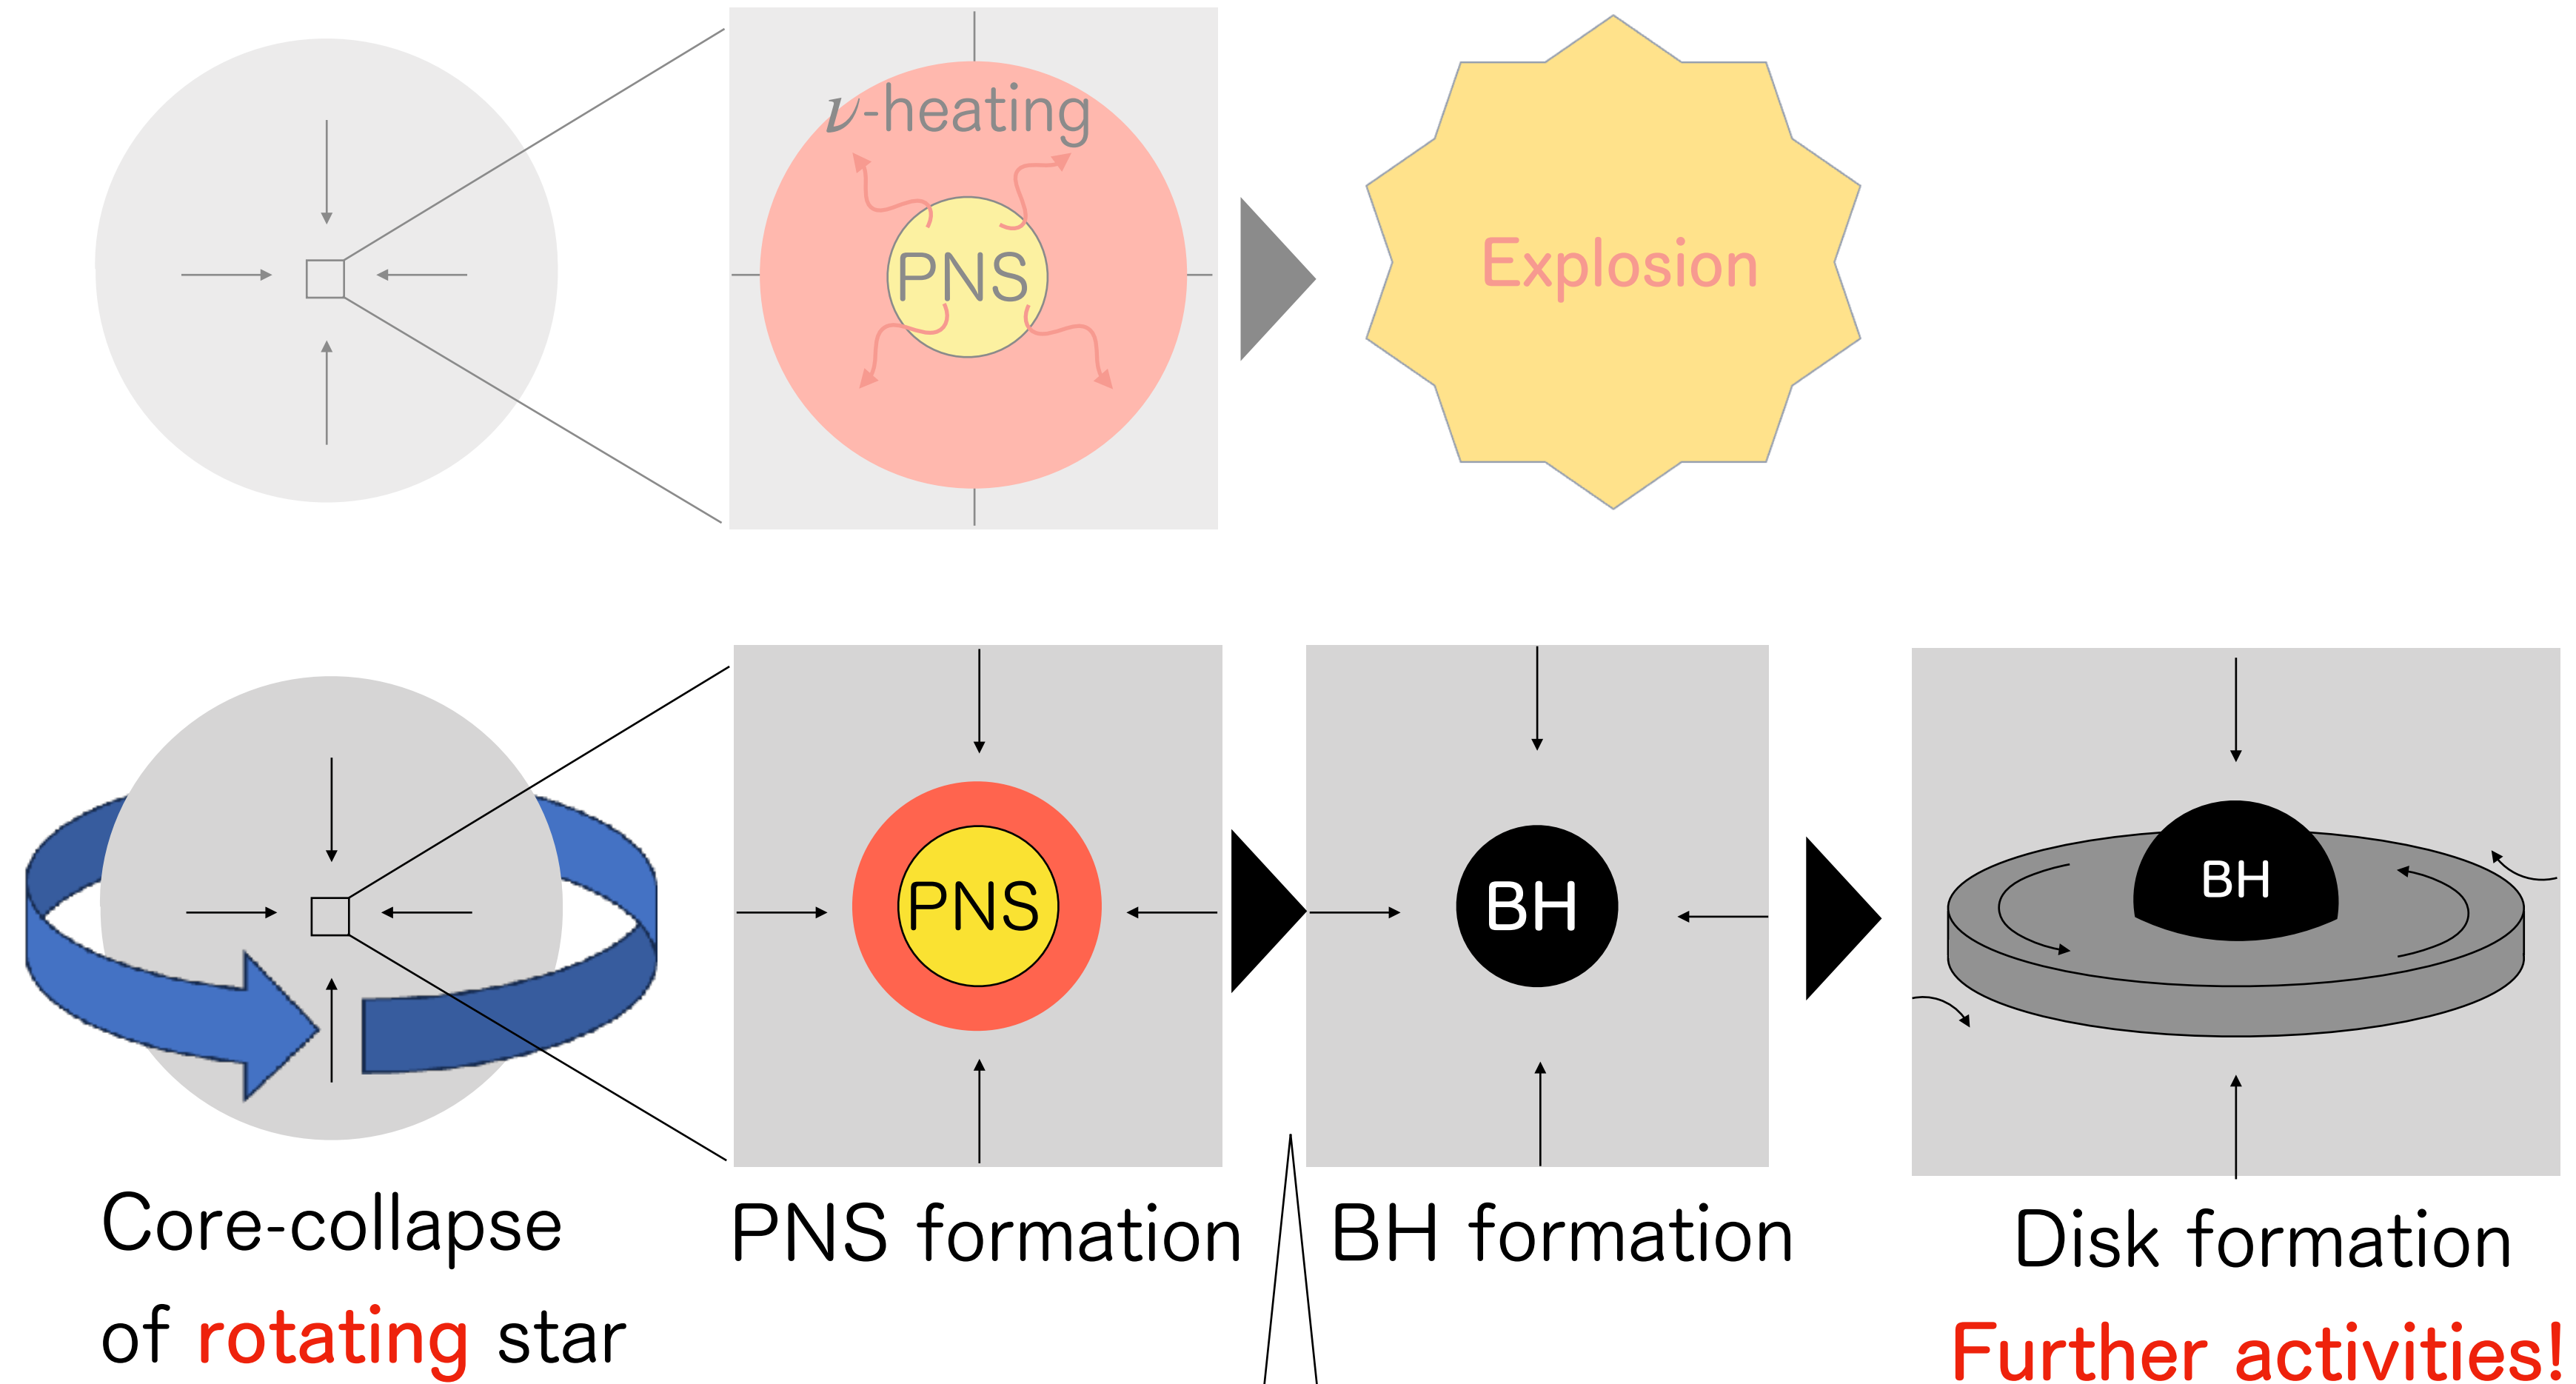 ν-heating
PNS
Explosion
PNS
BH
BH
Core-collapse
of rotating star
PNS formation
BH formation
Disk formation
Further activities!